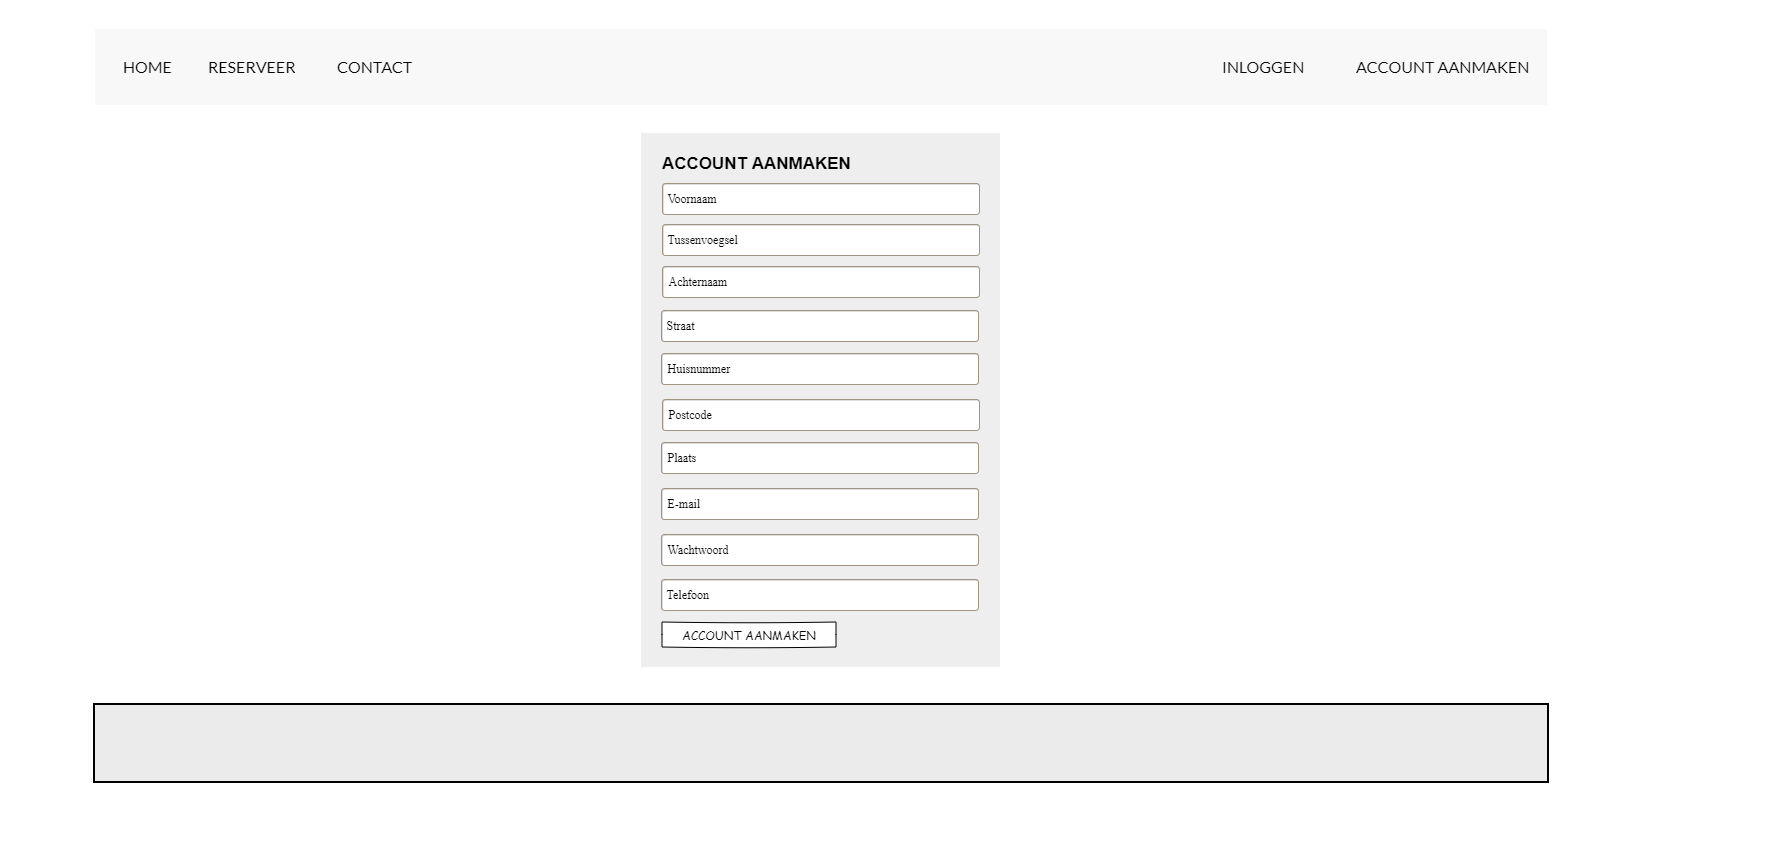 HOME RESERVEER CONTACT INLOGGEN ACCOUNT AANMAKEN
ACCOUNT AANMAKEN
Voornaam
Tussenvoegsel
Achternaam
Straat
Huisnummer
Postcode
Plaats
E-mail
Wachtwoord
Telefoon
ACCOUNT AANMAKEN